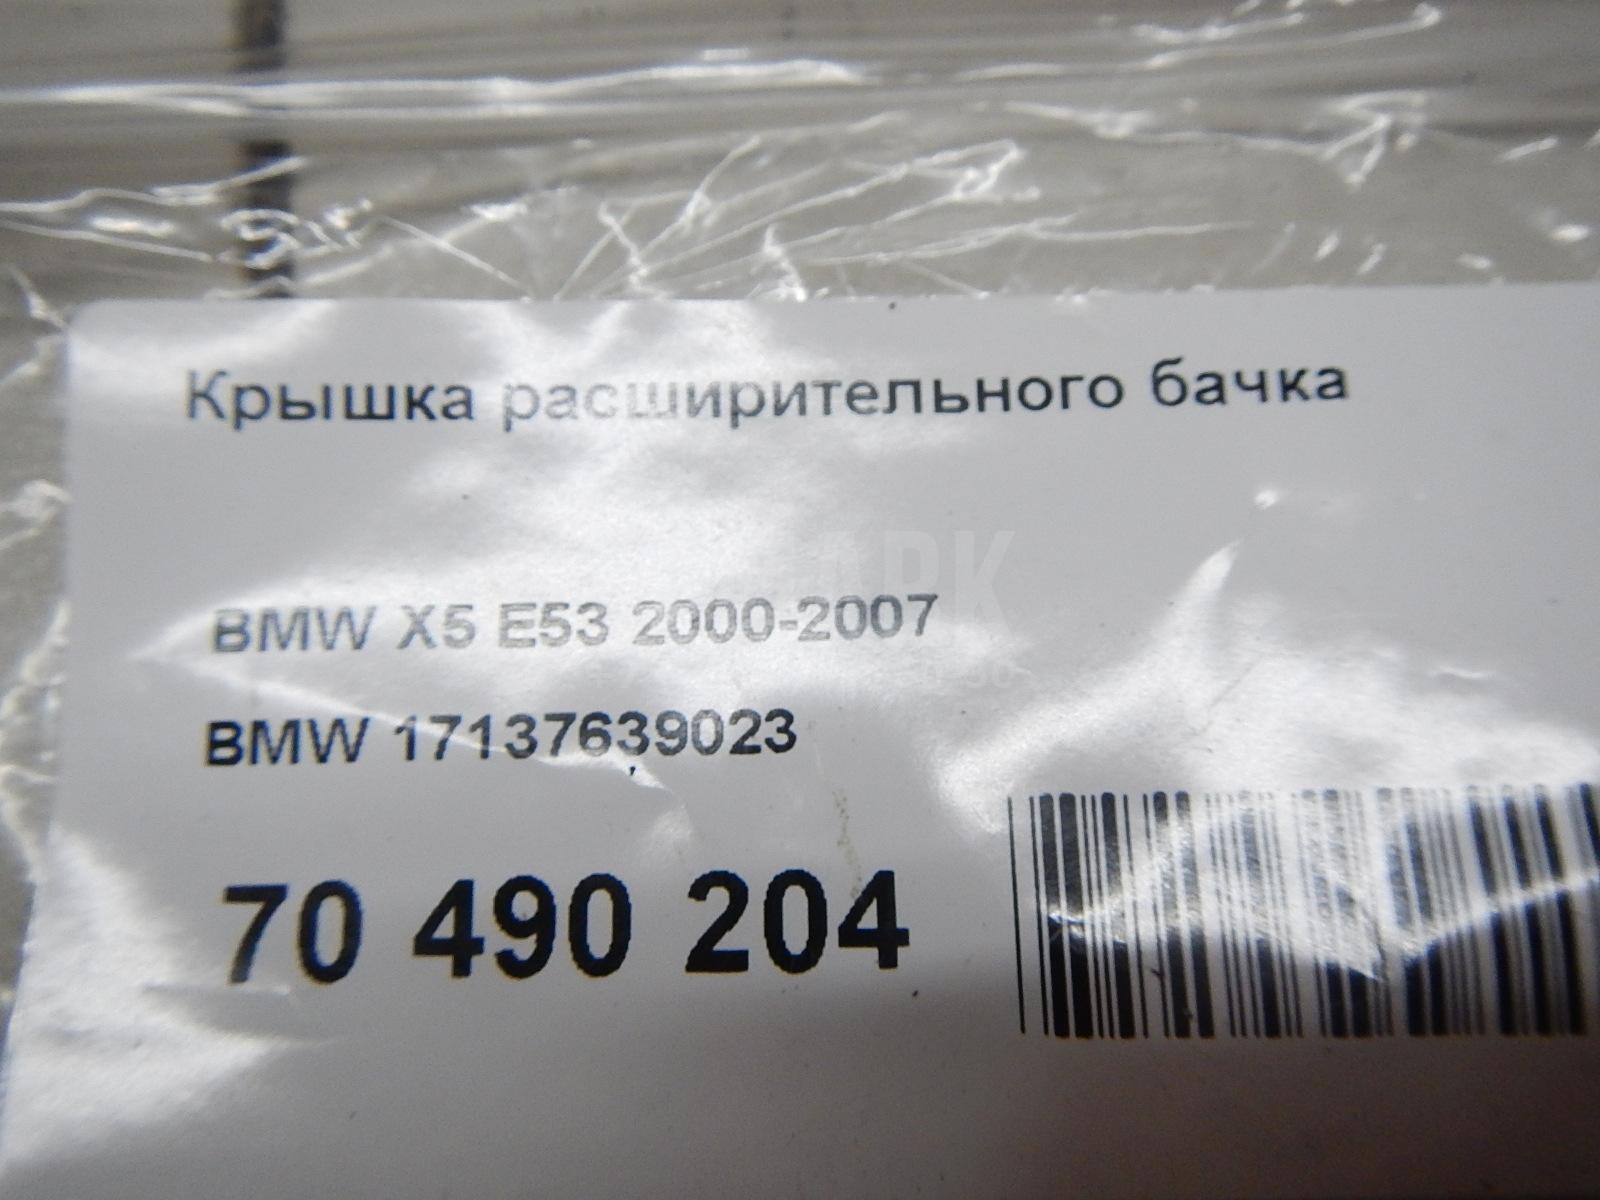 Крышка расширительного бачка
BMW X5 E53 2000-2007
BMW 17137639023
70 490 204